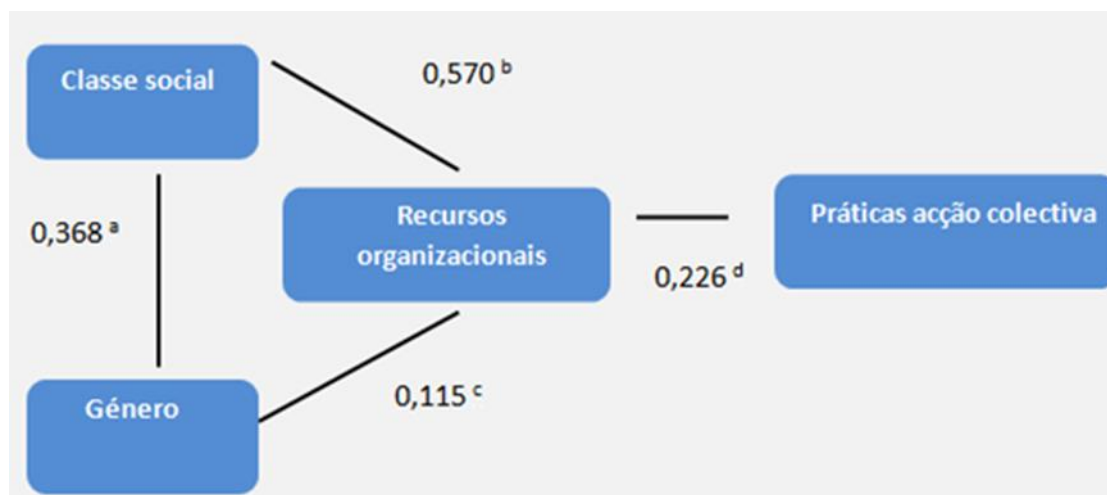 Classe social
0,570 ᵇ
0,368 ᵃ
Recursos
organizacionais
Práticas acção colectiva
0,226 ᵈ
Género
0,115 ᶜ